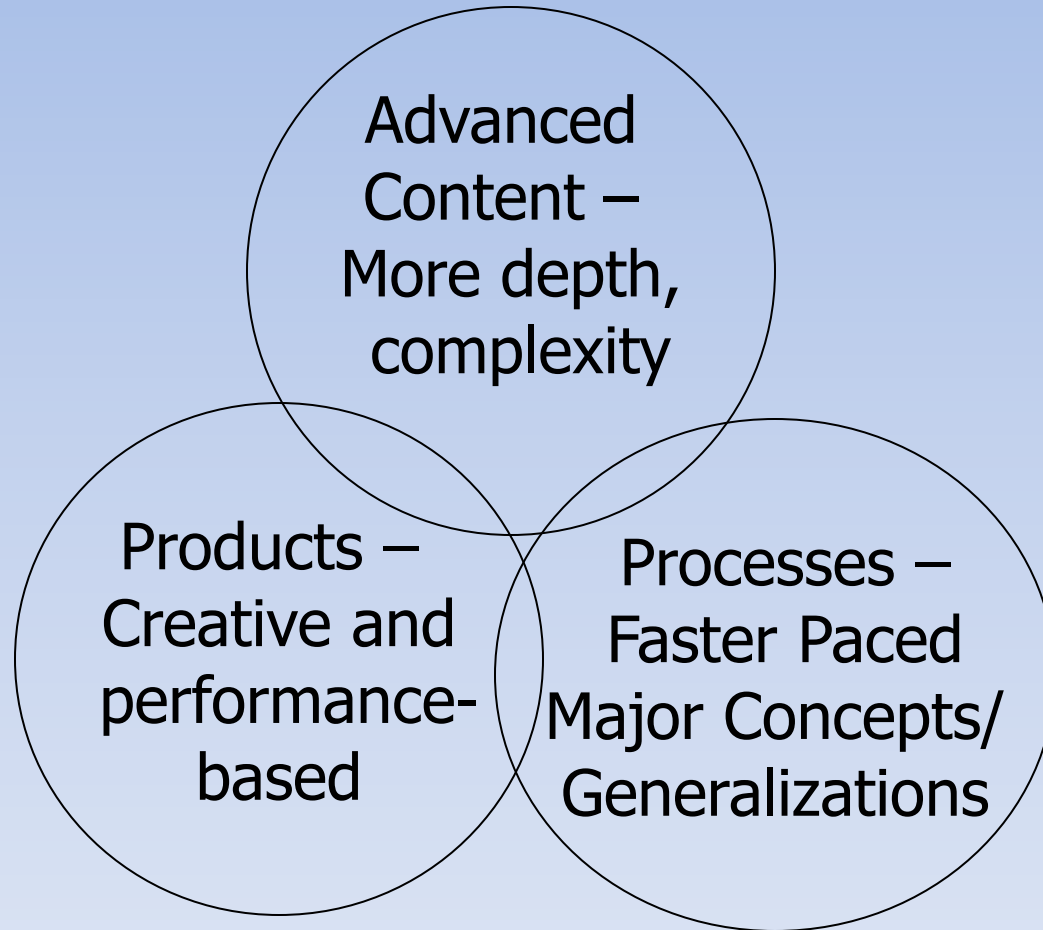 Advanced
Content –
More depth,
complexity
Products –
Creative and
performance-
based
Processes –
Faster Paced
Major Concepts/
Generalizations